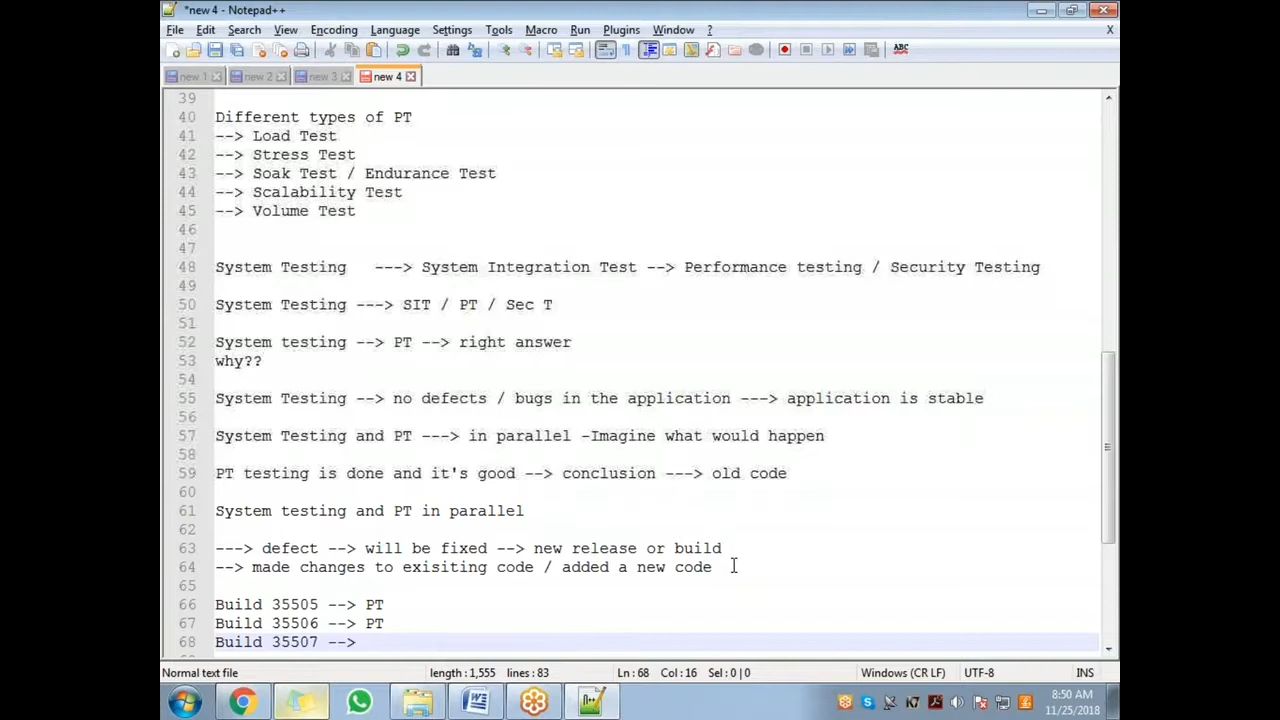 *new 4 - Notepad++
File Edit Search View Encoding Language Settings Tools Macro Run Plugins Window ? X
new 1 new 2 new 3 new 4
39
40 Different types of PT
41 --> Load Test
42 --> Stress Test
43 --> Soak Test / Endurance Test
44 --> Scalability Test
45 --> Volume Test
46
47
48 System Testing ---> System Integration Test --> Performance testing / Security Testing
49
50 System Testing ---> SIT / PT / Sec T
51
52 System testing --> PT --> right answer
53 why??
54
55 System Testing --> no defects / bugs in the application ---> application is stable
56
57 System Testing and PT ---> in parallel -Imagine what would happen
58
59 PT testing is done and it's good --> conclusion ---> old code
60
61 System testing and PT in parallel
62
63 ---> defect --> will be fixed --> new release or build
64 --> made changes to exisiting code / added a new code
65
66 Build 35505 --> PT
67 Build 35506 --> PT
68 Build 35507 -->
Normal text file length : 1,555 lines : 83 Ln : 68 Col : 16 Sel : 0 | 0 Windows (CR LF) UTF-8 INS
8:50 AM
11/25/2018